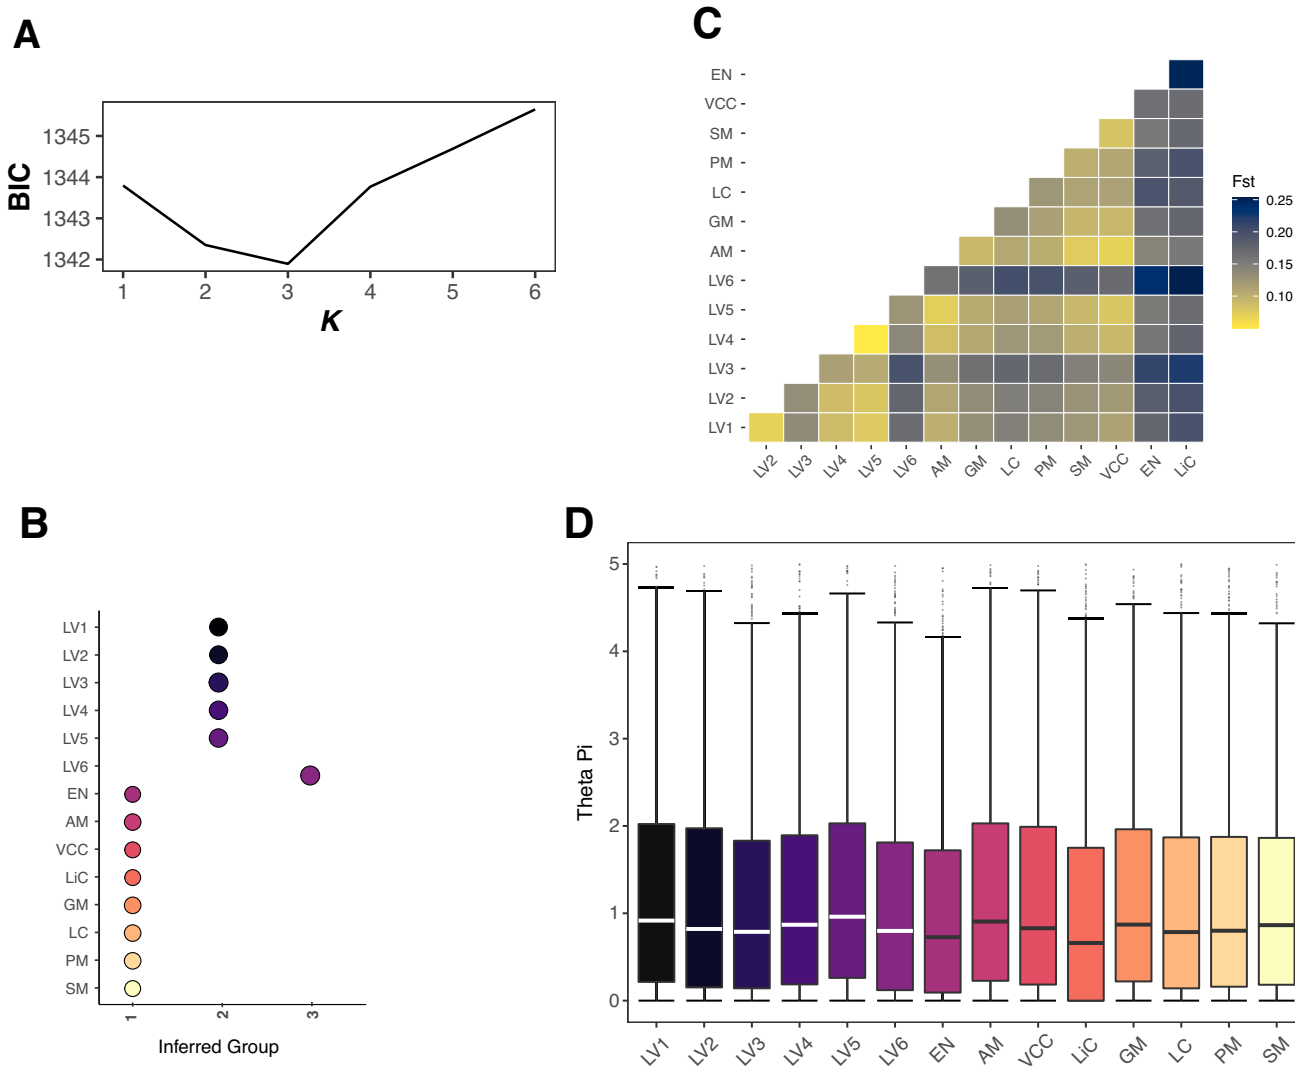 A
BIC
1345
1344
1343
1342
1 2 3 4 5 6
K
C
EN
VCC
SM
PM
LC
GM
AM
LV6
LV5
LV4
LV3
LV2
LV1
LV2 LV3 LV4 LV5 LV6 AM GM LC PM SM VCC EN LiC
Fst
0.25
0.20
0.15
0.10
B
LV1
LV2
LV3
LV4
LV5
LV6
EN
AM
VCC
LiC
GM
LC
PM
SM
1 2 3
Inferred Group
D
Theta Pi
5
4
3
2
1
0
LV1 LV2 LV3 LV4 LV5 LV6 EN AM VCC LiC GM LC PM SM